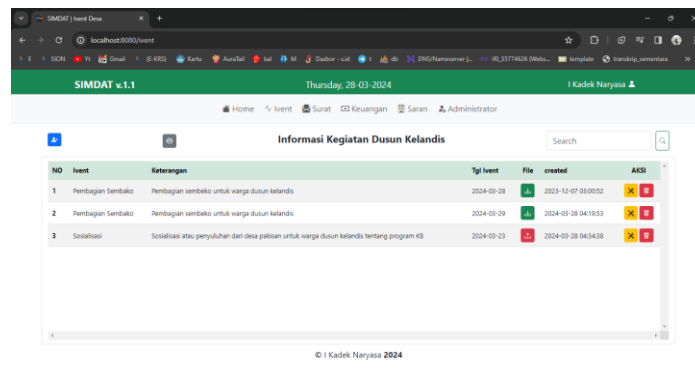 SIMDAT | Ivent Desa
localhost:8080/ivent
SION Yt Gmail (E-KRS) Kartu AuraTail kal M Dasbor - s.id t db DNS/Nameserver |... if0_35774626 (Webs... template transkrip_sementara
SIMDAT v.1.1 Thursday, 28-03-2024 I Kadek Naryasa
Home Ivent Surat Keuangan Saran Administrator
Informasi Kegiatan Dusun Kelandis Search
NO Ivent Keterangan Tgl Ivent File created AKSI
1 Pembagian Sembako Pembagian sembeko untuk warga dusun kelandis 2024-03-28 2023-12-07 03:00:52
2 Pembagian Sembako Pembagian sembeko untuk warga dusun kelandis 2024-03-29 2024-03-28 04:19:53
3 Sosialisasi Sosialisasi atau penyuluhan dari desa pakisan untuk warga dusun kelandis tentang program KB 2024-03-23 2024-03-28 04:34:38
© I Kadek Naryasa 2024